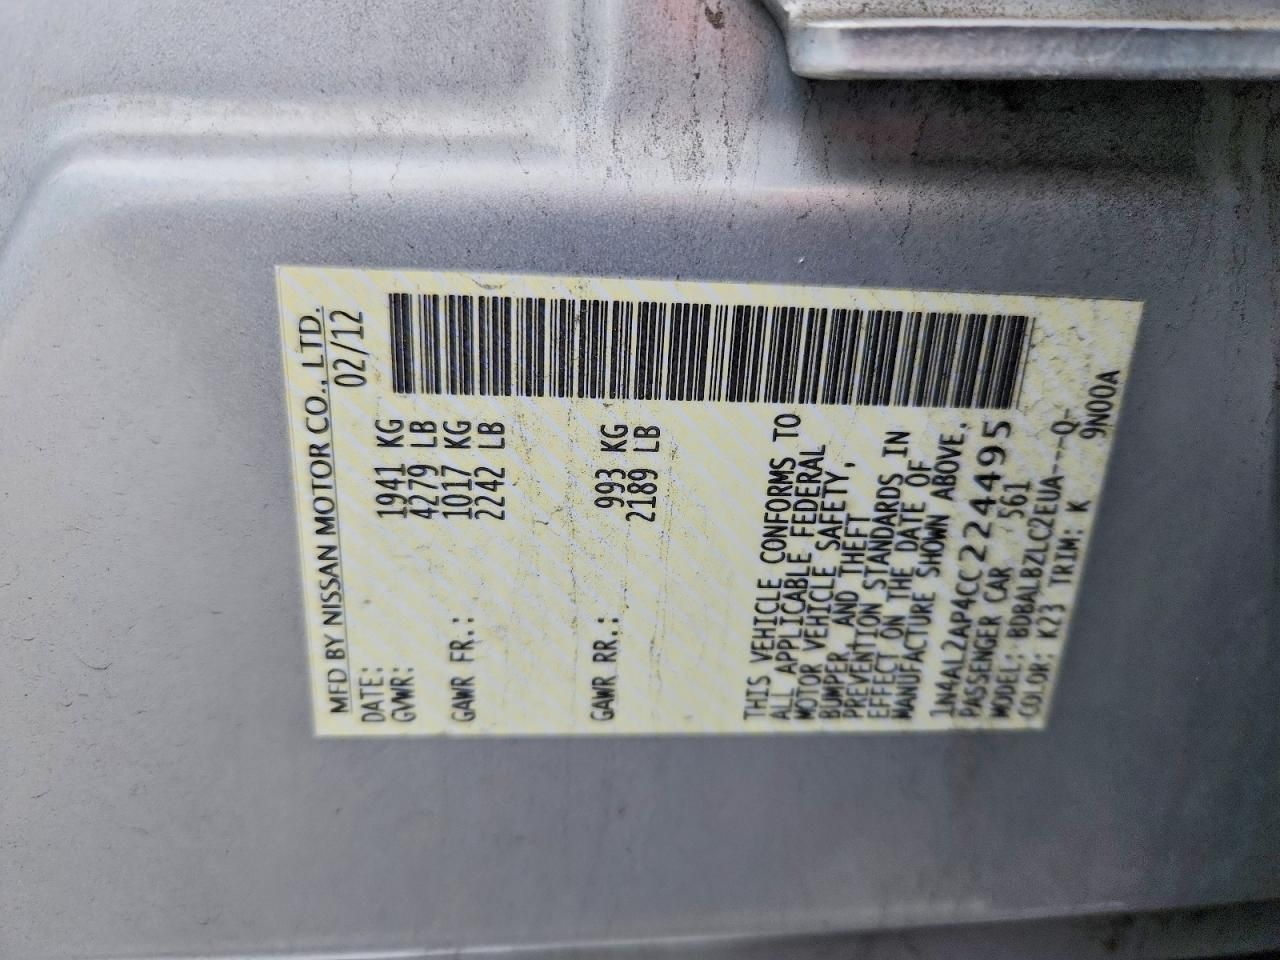 MFD BY NISSAN MOTOR CO., LTD.
DATE: 02/12
GVWR: 1941 KG
4279 LB
GAWR FR.: 1017 KG
2242 LB
GAWR RR.: 993 KG
2189 LB
THIS VEHICLE CONFORMS TO
ALL APPLICABLE FEDERAL
MOTOR VEHICLE SAFETY,
BUMPER, AND THEFT
PREVENTION STANDARDS IN
EFFECT ON THE DATE OF
MANUFACTURE SHOWN ABOVE.
1N4AL2AP4CC224495
PASSENGER CAR 561
MODEL: BDBALBZLC2EUA---Q-
COLOR: K23 TRIM: K 9N00A